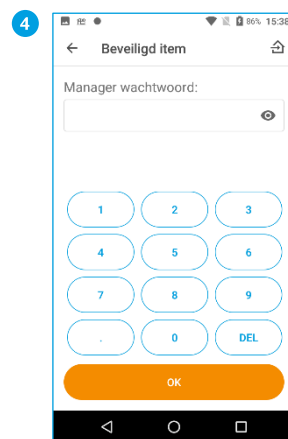 4
86% 15:38
Beveiligd item
Manager wachtwoord:
1 2 3
4 5 6
7 8 9
. 0 DEL
OK